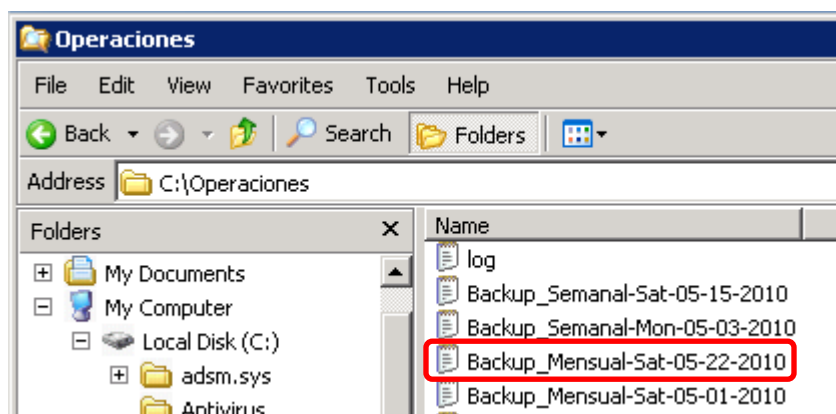 Operaciones
File Edit View Favorites Tools Help
Back Search Folders
Address C:\Operaciones
Folders X
My Documents
My Computer
Local Disk (C:)
adsm.sys
Antivirus
Name
log
Backup_Semanal-Sat-05-15-2010
Backup_Semanal-Mon-05-03-2010
Backup_Mensual-Sat-05-22-2010
Backup_Mensual-Sat-05-01-2010